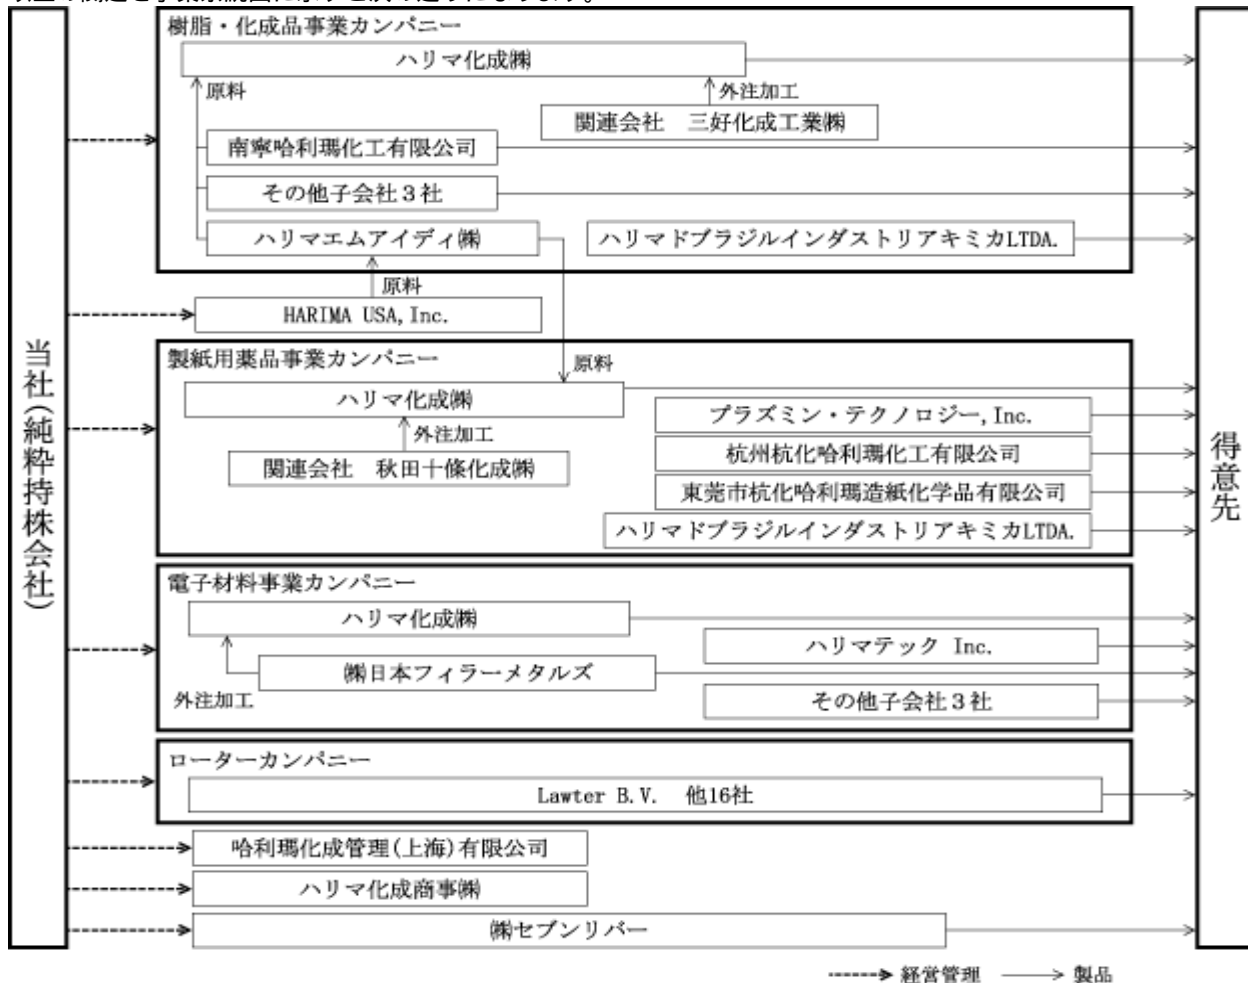 樹脂・化成品事業カンパニー
ハリマ化成㈱
原料
外注加工
関連会社　三好化成工業㈱
南寧哈利瑪化工有限公司
その他子会社３社
ハリマエムアイディ㈱
ハリマドブラジルインダストリアキミカLTDA.
原料
HARIMA USA, Inc.
当社(純粋持株会社)
製紙用薬品事業カンパニー
原料
ハリマ化成㈱
外注加工
関連会社　秋田十條化成㈱
プラズミン・テクノロジー, Inc.
杭州杭化哈利瑪化工有限公司
東莞市杭化哈利瑪造紙化学品有限公司
ハリマドブラジルインダストリアキミカLTDA.
得意先
電子材料事業カンパニー
ハリマ化成㈱
ハリマテック Inc.
㈱日本フィラーメタルズ
外注加工
その他子会社３社
ローターカンパニー
Lawter B.V.　他16社
哈利瑪化成管理(上海)有限公司
ハリマ化成商事㈱
㈱セブンリバー
経営管理
製品